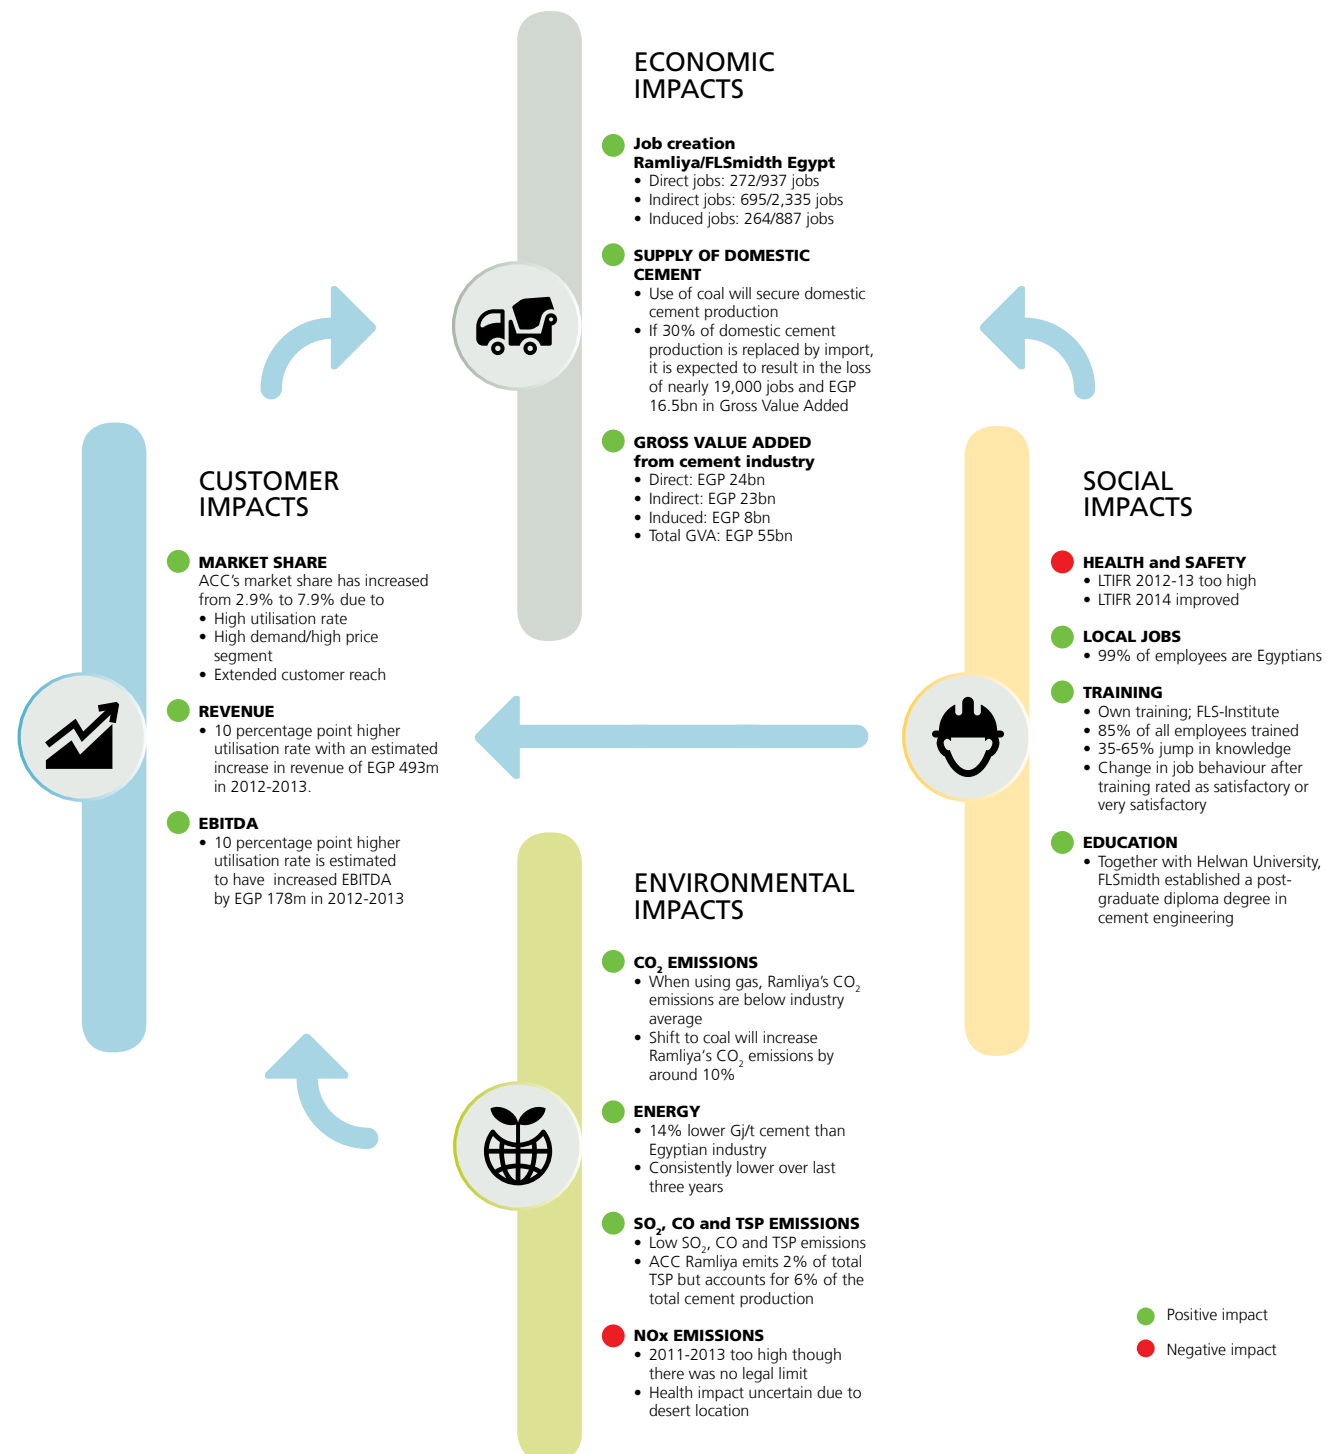 ECONOMIC
IMPACTS
Job creation
Ramliya/FLSmidth Egypt
• Direct jobs: 272/937 jobs
• Indirect jobs: 695/2,335 jobs
• Induced jobs: 264/887 jobs
SUPPLY OF DOMESTIC
CEMENT
• Use of coal will secure domestic
cement production
• If 30% of domestic cement
production is replaced by import,
it is expected to result in the loss
of nearly 19,000 jobs and EGP
16.5bn in Gross Value Added
GROSS VALUE ADDED
from cement industry
• Direct: EGP 24bn
• Indirect: EGP 23bn
• Induced: EGP 8bn
• Total GVA: EGP 55bn
CUSTOMER
IMPACTS
MARKET SHARE
ACC's market share has increased
from 2.9% to 7.9% due to
• High utilisation rate
• High demand/high price
segment
• Extended customer reach
REVENUE
• 10 percentage point higher
utilisation rate with an estimated
increase in revenue of EGP 493m
in 2012-2013.
EBITDA
• 10 percentage point higher
utilisation rate is estimated
to have increased EBITDA
by EGP 178m in 2012-2013
SOCIAL
IMPACTS
HEALTH and SAFETY
• LTIFR 2012-13 too high
• LTIFR 2014 improved
LOCAL JOBS
• 99% of employees are Egyptians
TRAINING
• Own training; FLS-Institute
• 85% of all employees trained
• 35-65% jump in knowledge
• Change in job behaviour after
training rated as satisfactory or
very satisfactory
EDUCATION
• Together with Helwan University,
FLSmidth established a post-
graduate diploma degree in
cement engineering
ENVIRONMENTAL
IMPACTS
CO₂ EMISSIONS
• When using gas, Ramliya's CO₂
emissions are below industry
average
• Shift to coal will increase
Ramliya's CO₂ emissions by
around 10%
ENERGY
• 14% lower Gj/t cement than
Egyptian industry
• Consistently lower over last
three years
SO₂, CO and TSP EMISSIONS
• Low SO₂, CO and TSP emissions
• ACC Ramliya emits 2% of total
TSP but accounts for 6% of the
total cement production
NOx EMISSIONS
• 2011-2013 too high though
there was no legal limit
• Health impact uncertain due to
desert location
Positive impact
Negative impact